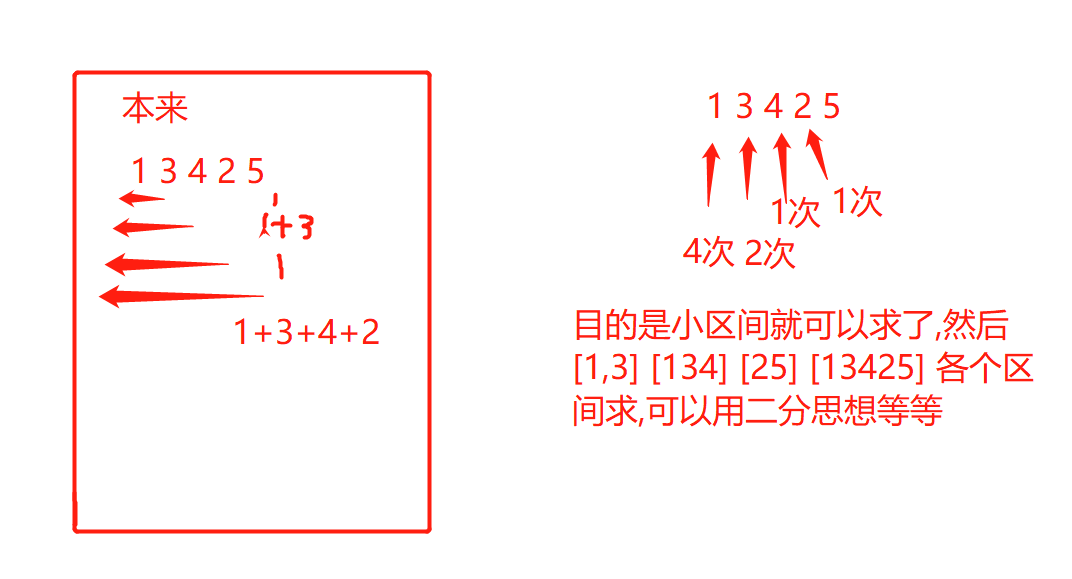 本来
1 3 4 2 5
1
1+3
1
1+3+4+2
1 3 4 2 5
1次 1次
4次 2次
目的是小区间就可以求了,然后
[1,3] [134] [25] [13425] 各个区
间求,可以用二分思想等等